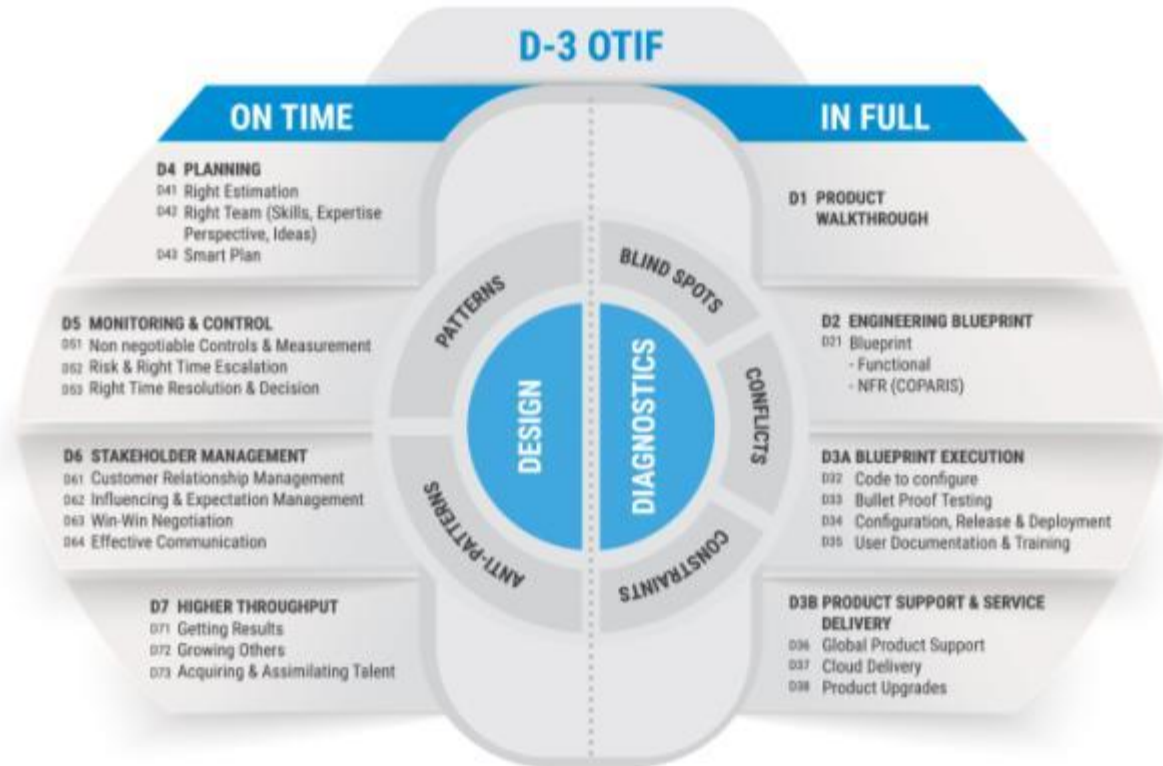 D-3 OTIF
ON TIME
D4 PLANNING
D41 Right Estimation
D42 Right Team (Skills, Expertise
Perspective, Ideas)
D43 Smart Plan
D5 MONITORING & CONTROL
D51 Non negotiable Controls & Measurement
D52 Risk & Right Time Escalation
D53 Right Time Resolution & Decision
D6 STAKEHOLDER MANAGEMENT
D61 Customer Relationship Management
D62 Influencing & Expectation Management
D63 Win-Win Negotiation
D64 Effective Communication
D7 HIGHER THROUGHPUT
D71 Getting Results
D72 Growing Others
D73 Acquiring & Assimilating Talent
PATTERNS
ANTI-PATTERNS
DESIGN
DIAGNOSTICS
BLIND SPOTS
CONFLICTS
CONSTRAINTS
IN FULL
D1 PRODUCT
WALKTHROUGH
D2 ENGINEERING BLUEPRINT
D21 Blueprint
- Functional
- NFR (COPARIS)
D3A BLUEPRINT EXECUTION
D32 Code to configure
D33 Bullet Proof Testing
D34 Configuration, Release & Deployment
D35 User Documentation & Training
D3B PRODUCT SUPPORT & SERVICE
DELIVERY
D36 Global Product Support
D37 Cloud Delivery
D38 Product Upgrades